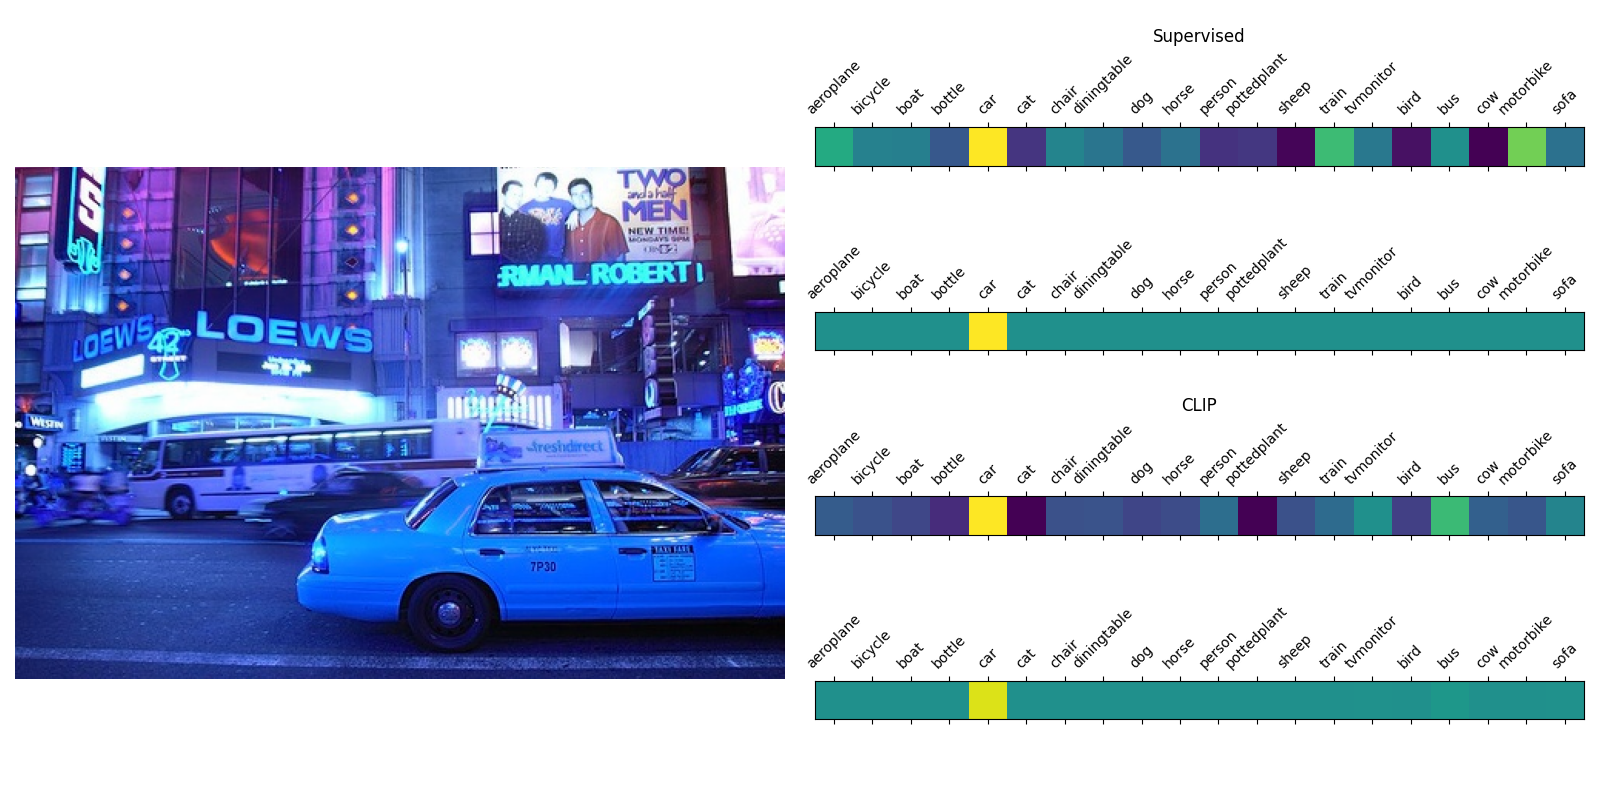 S
TWO
and a half
MEN
NEW TIME!
MONDAYS 9PM
RMAN. ROBERT
LOEWS
LOEWS
42
STREET
WESTIN
freshdirect
7P30
TAXI FARE
Supervised
aeroplane
bicycle
boat
bottle
car
cat
chair
diningtable
dog
horse
person
pottedplant
sheep
train
tvmonitor
bird
bus
cow
motorbike
sofa
aeroplane
bicycle
boat
bottle
car
cat
chair
diningtable
dog
horse
person
pottedplant
sheep
train
tvmonitor
bird
bus
cow
motorbike
sofa
CLIP
aeroplane
bicycle
boat
bottle
car
cat
chair
diningtable
dog
horse
person
pottedplant
sheep
train
tvmonitor
bird
bus
cow
motorbike
sofa
aeroplane
bicycle
boat
bottle
car
cat
chair
diningtable
dog
horse
person
pottedplant
sheep
train
tvmonitor
bird
bus
cow
motorbike
sofa